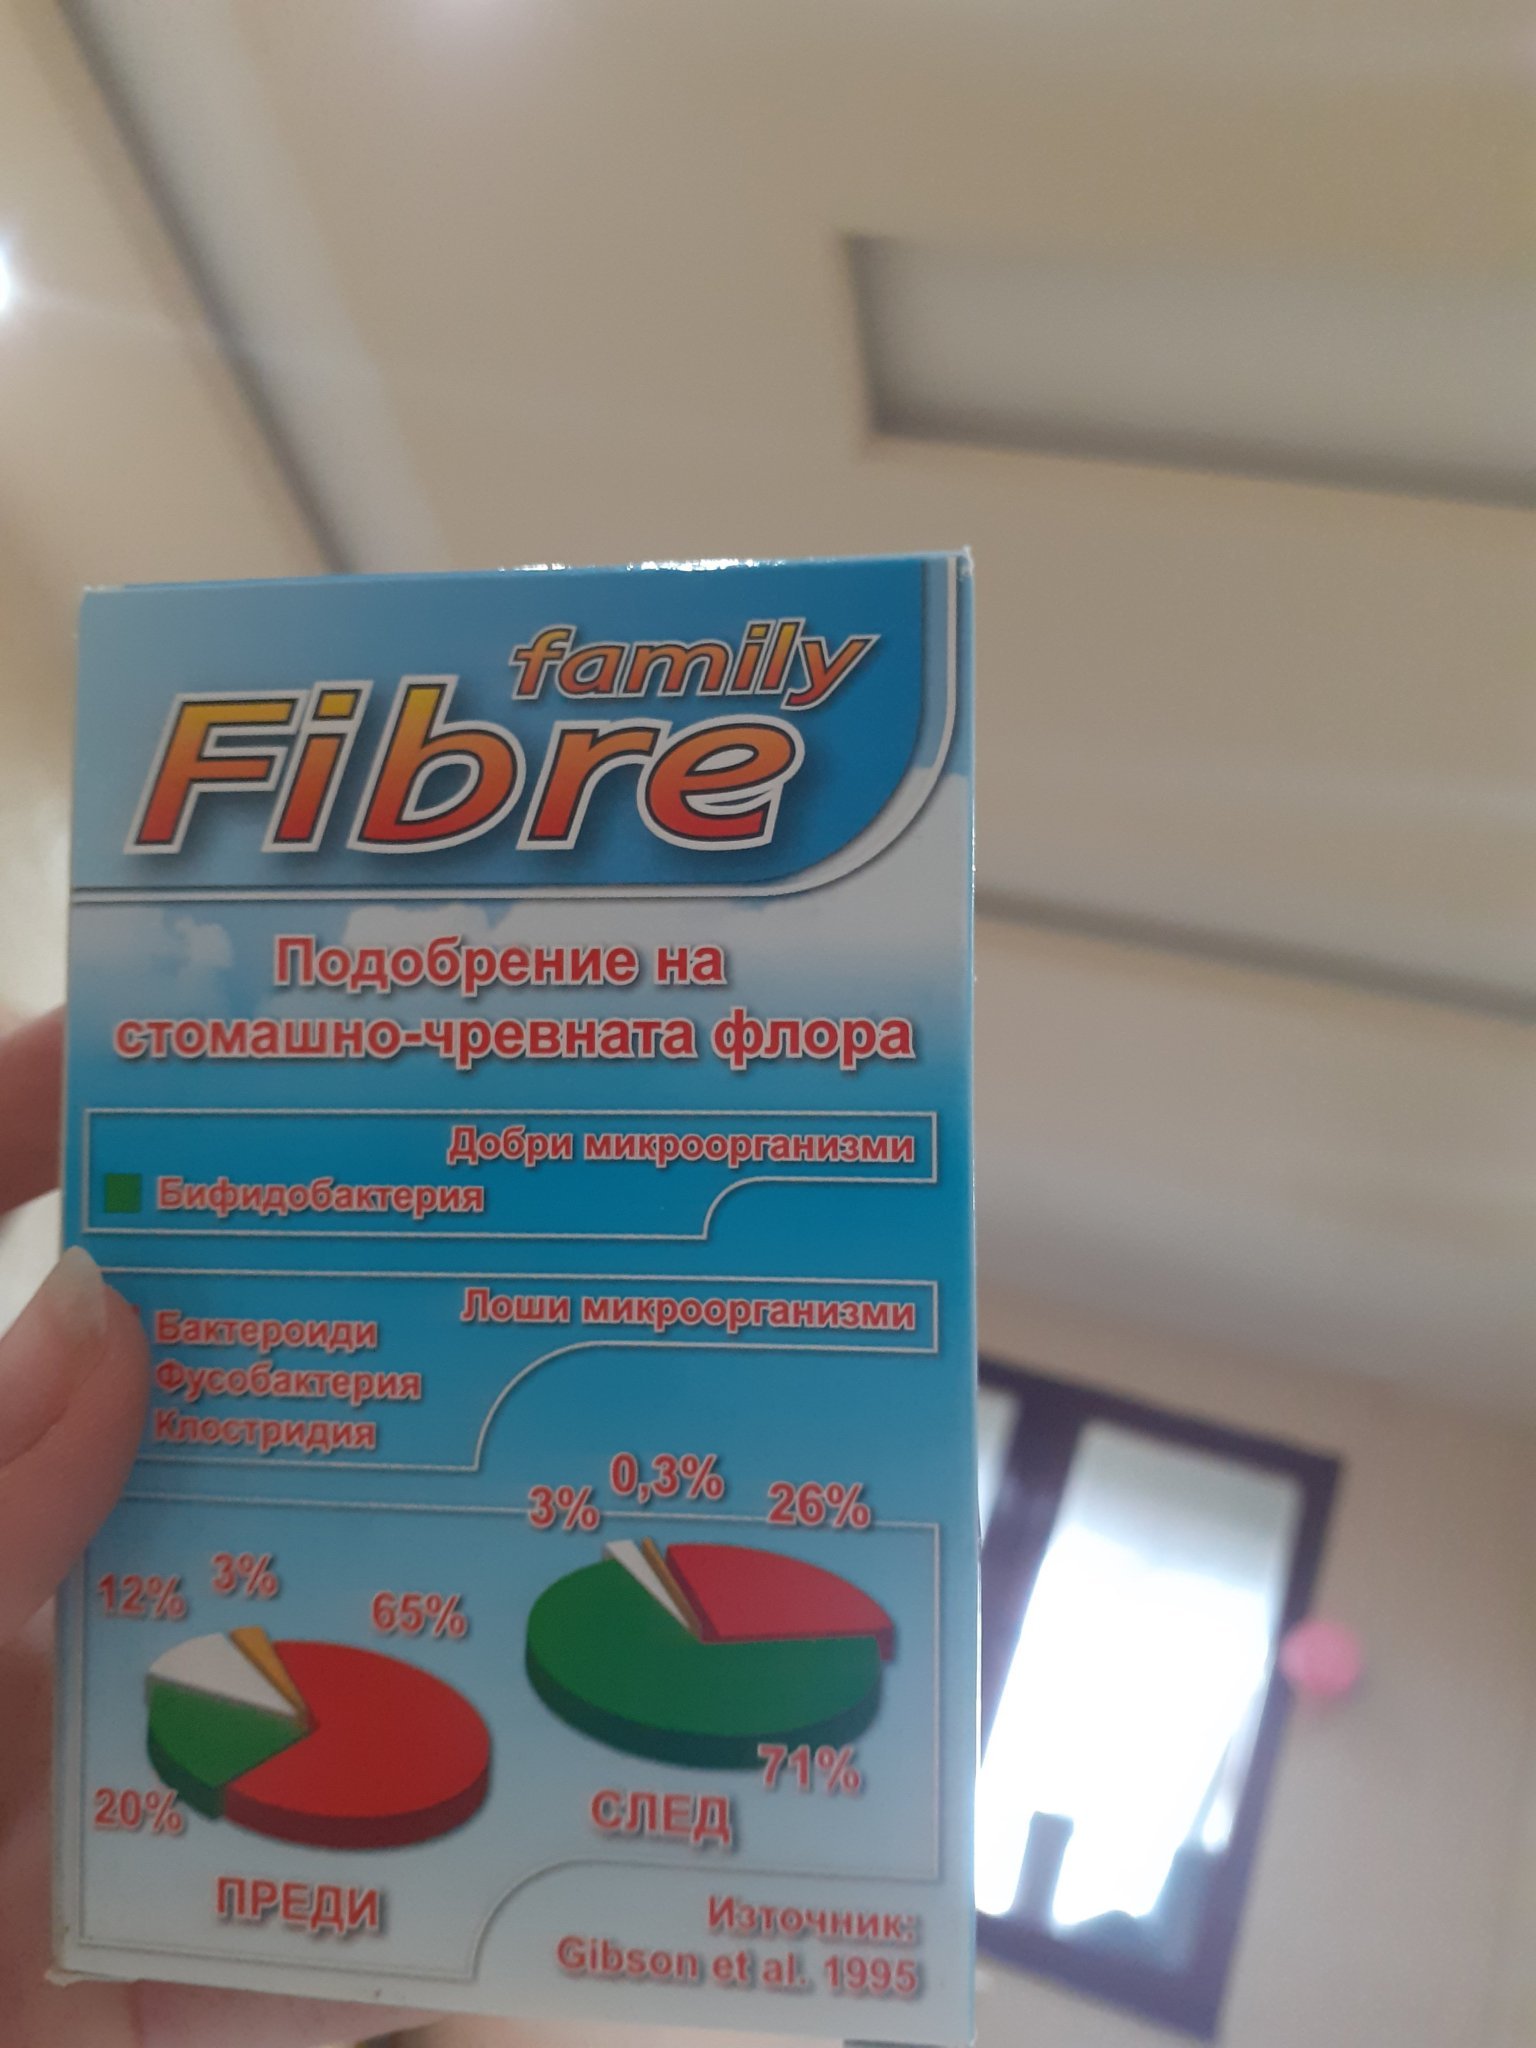 family
Fibre
Подобрение на
стомашно-чревната флора
Добри микроорганизми
Бифидобактерия
Лоши микроорганизми
Бактероиди
Фусобактерия
Клостридия
3% 0,3% 26%
12% 3% 65%
71%
20%
СЛЕД
ПРЕДИ
Източник:
Gibson et al. 1995